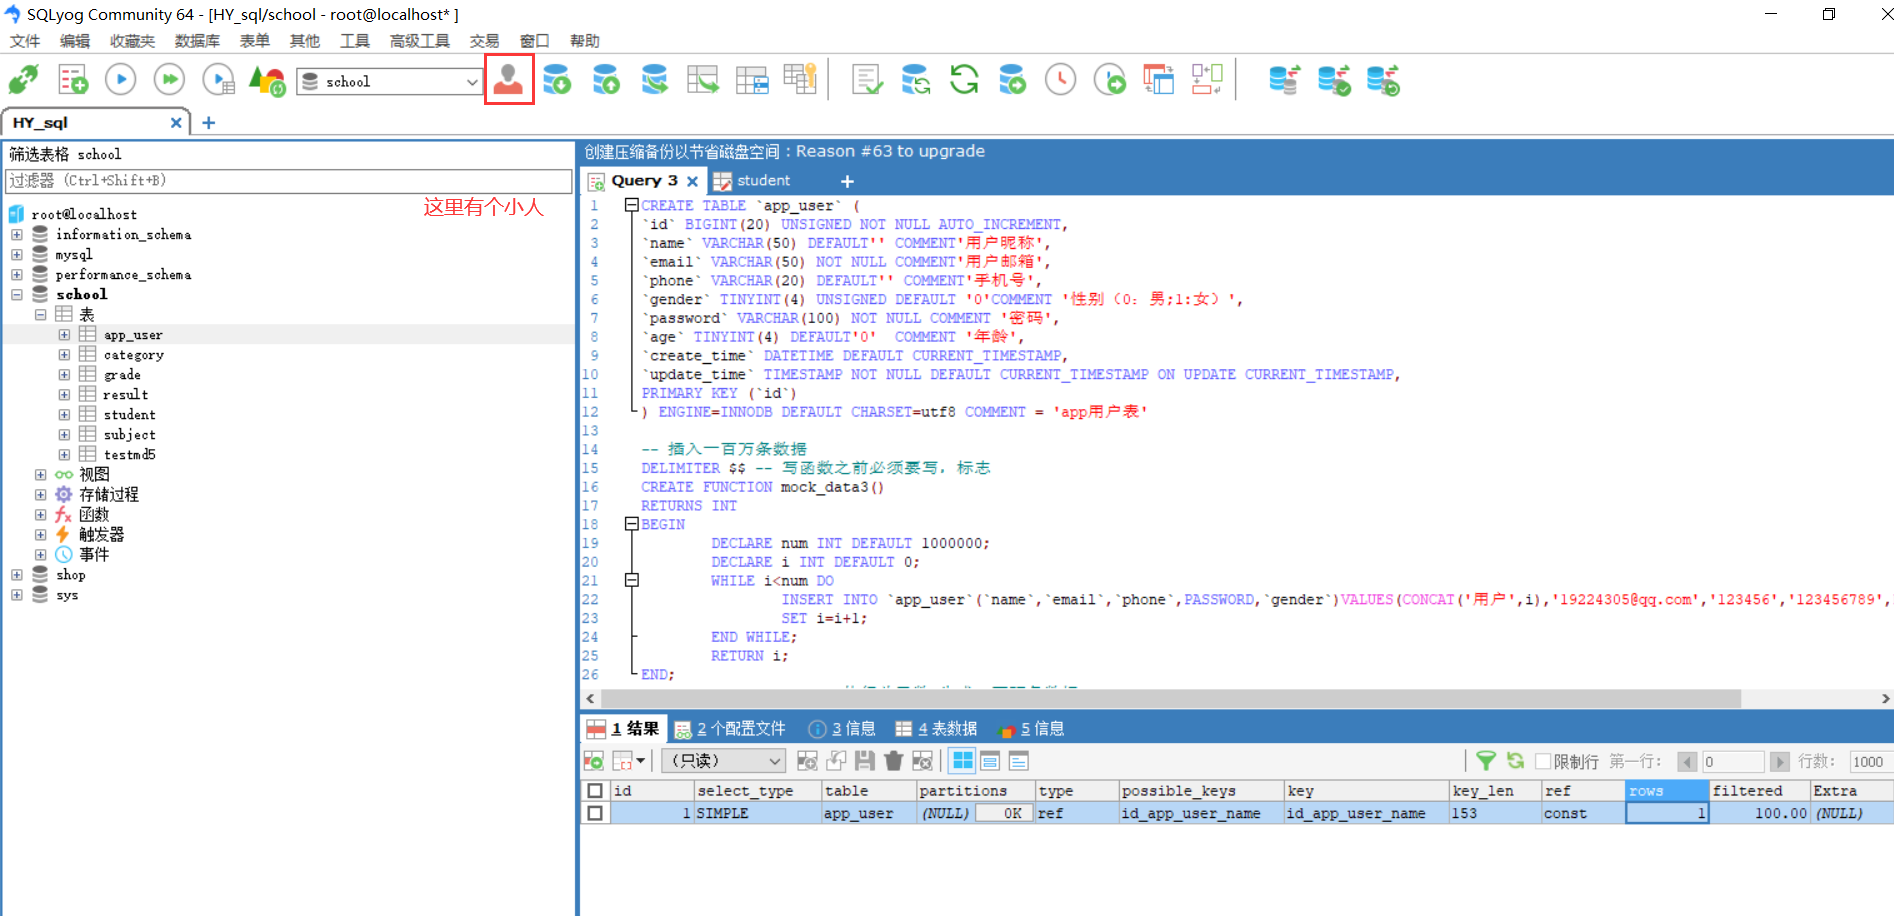 SQLyog Community 64 - [HY_sql/school - root@localhost* ]
文件 编辑 收藏夹 数据库 表单 其他 工具 高级工具 交易 窗口 帮助
school
HY_sql
筛选表格 school
过滤器 (Ctrl+Shift+B)
这里有个小人
root@localhost
information_schema
mysql
performance_schema
school
表
app_user
category
grade
result
student
subject
testmd5
视图
存储过程
函数
触发器
事件
shop
sys
创建压缩备份以节省磁盘空间：Reason #63 to upgrade
Query 3 student
1 CREATE TABLE `app_user` (
2 `id` BIGINT(20) UNSIGNED NOT NULL AUTO_INCREMENT,
3 `name` VARCHAR(50) DEFAULT'' COMMENT'用户昵称',
4 `email` VARCHAR(50) NOT NULL COMMENT'用户邮箱',
5 `phone` VARCHAR(20) DEFAULT'' COMMENT'手机号',
6 `gender` TINYINT(4) UNSIGNED DEFAULT '0'COMMENT '性别（0：男;1:女）',
7 `password` VARCHAR(100) NOT NULL COMMENT '密码',
8 `age` TINYINT(4) DEFAULT'0'  COMMENT '年龄',
9 `create_time` DATETIME DEFAULT CURRENT_TIMESTAMP,
10 `update_time` TIMESTAMP NOT NULL DEFAULT CURRENT_TIMESTAMP ON UPDATE CURRENT_TIMESTAMP,
11 PRIMARY KEY (`id`)
12 ) ENGINE=INNODB DEFAULT CHARSET=utf8 COMMENT = 'app用户表'
13
14 -- 插入一百万条数据
15 DELIMITER $$ -- 写函数之前必须要写，标志
16 CREATE FUNCTION mock_data3()
17 RETURNS INT
18 BEGIN
19 DECLARE num INT DEFAULT 1000000;
20 DECLARE i INT DEFAULT 0;
21 WHILE i<num DO
22 INSERT INTO `app_user`(`name`,`email`,`phone`,PASSWORD,`gender`)VALUES(CONCAT('用户',i),'19224305@qq.com','123456','123456789',
23 SET i=i+1;
24 END WHILE;
25 RETURN i;
26 END;
1 结果 2 个配置文件 3 信息 4 表数据 5 信息
（只读） 限制行 第一行: 0 行数: 1000
id select_type table partitions type possible_keys key key_len ref rows filtered Extra
1 SIMPLE app_user (NULL) 0K ref id_app_user_name id_app_user_name 153 const 1 100.00 (NULL)